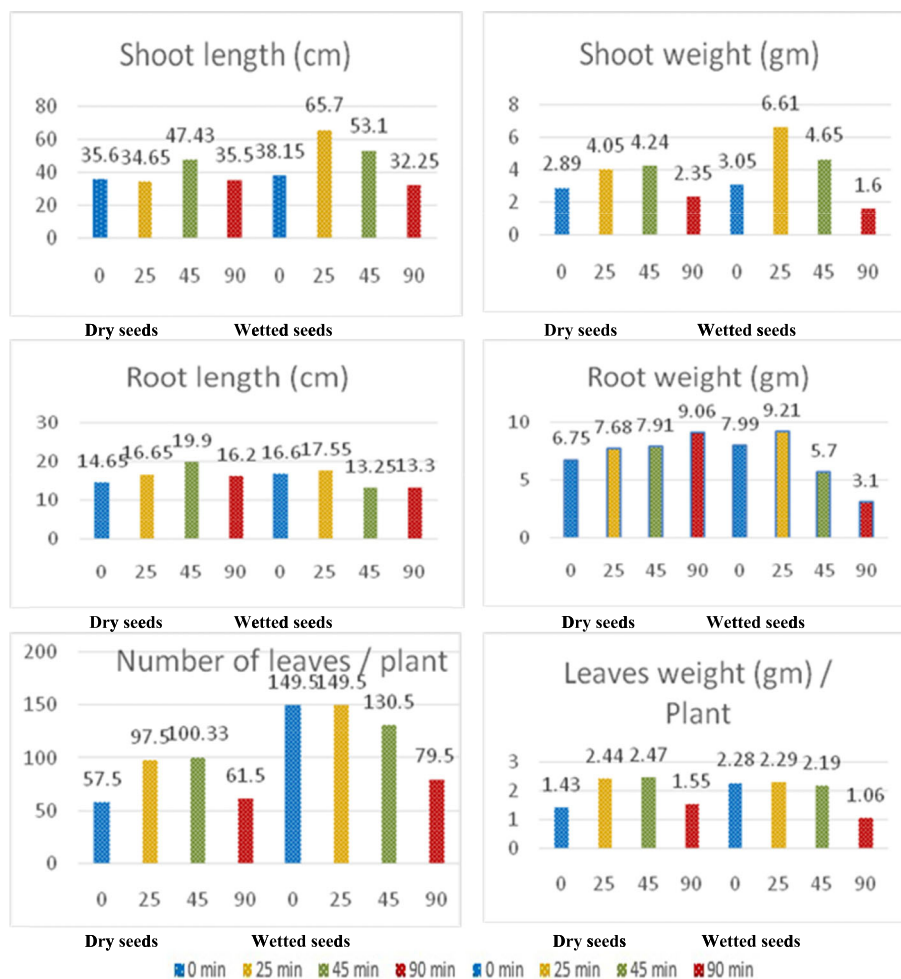 Shoot length (cm)
80
60
40
20
0
35.6 34.65 47.43 35.5 38.15 65.7 53.1 32.25
0 25 45 90 0 25 45 90
Dry seeds Wetted seeds
Shoot weight (gm)
8
6
4
2
0
2.89 4.05 4.24 2.35 3.05 6.61 4.65 1.6
0 25 45 90 0 25 45 90
Dry seeds Wetted seeds
Root length (cm)
30
20
10
0
14.65 16.65 19.9 16.2 16.6 17.55 13.25 13.3
0 25 45 90 0 25 45 90
Dry seeds Wetted seeds
Root weight (gm)
10
5
0
6.75 7.68 7.91 9.06 7.99 9.21 5.7 3.1
0 25 45 90 0 25 45 90
Dry seeds Wetted seeds
Number of leaves / plant
200
150
100
50
0
57.5 97.5 100.33 61.5 149.5 149.5 130.5 79.5
0 25 45 90 0 25 45 90
Dry seeds Wetted seeds
Leaves weight (gm) /
Plant
3
2
1
0
1.43 2.44 2.47 1.55 2.28 2.29 2.19 1.06
0 25 45 90 0 25 45 90
Dry seeds Wetted seeds
0 min 25 min 45 min 90 min 0 min 25 min 45 min 90 min